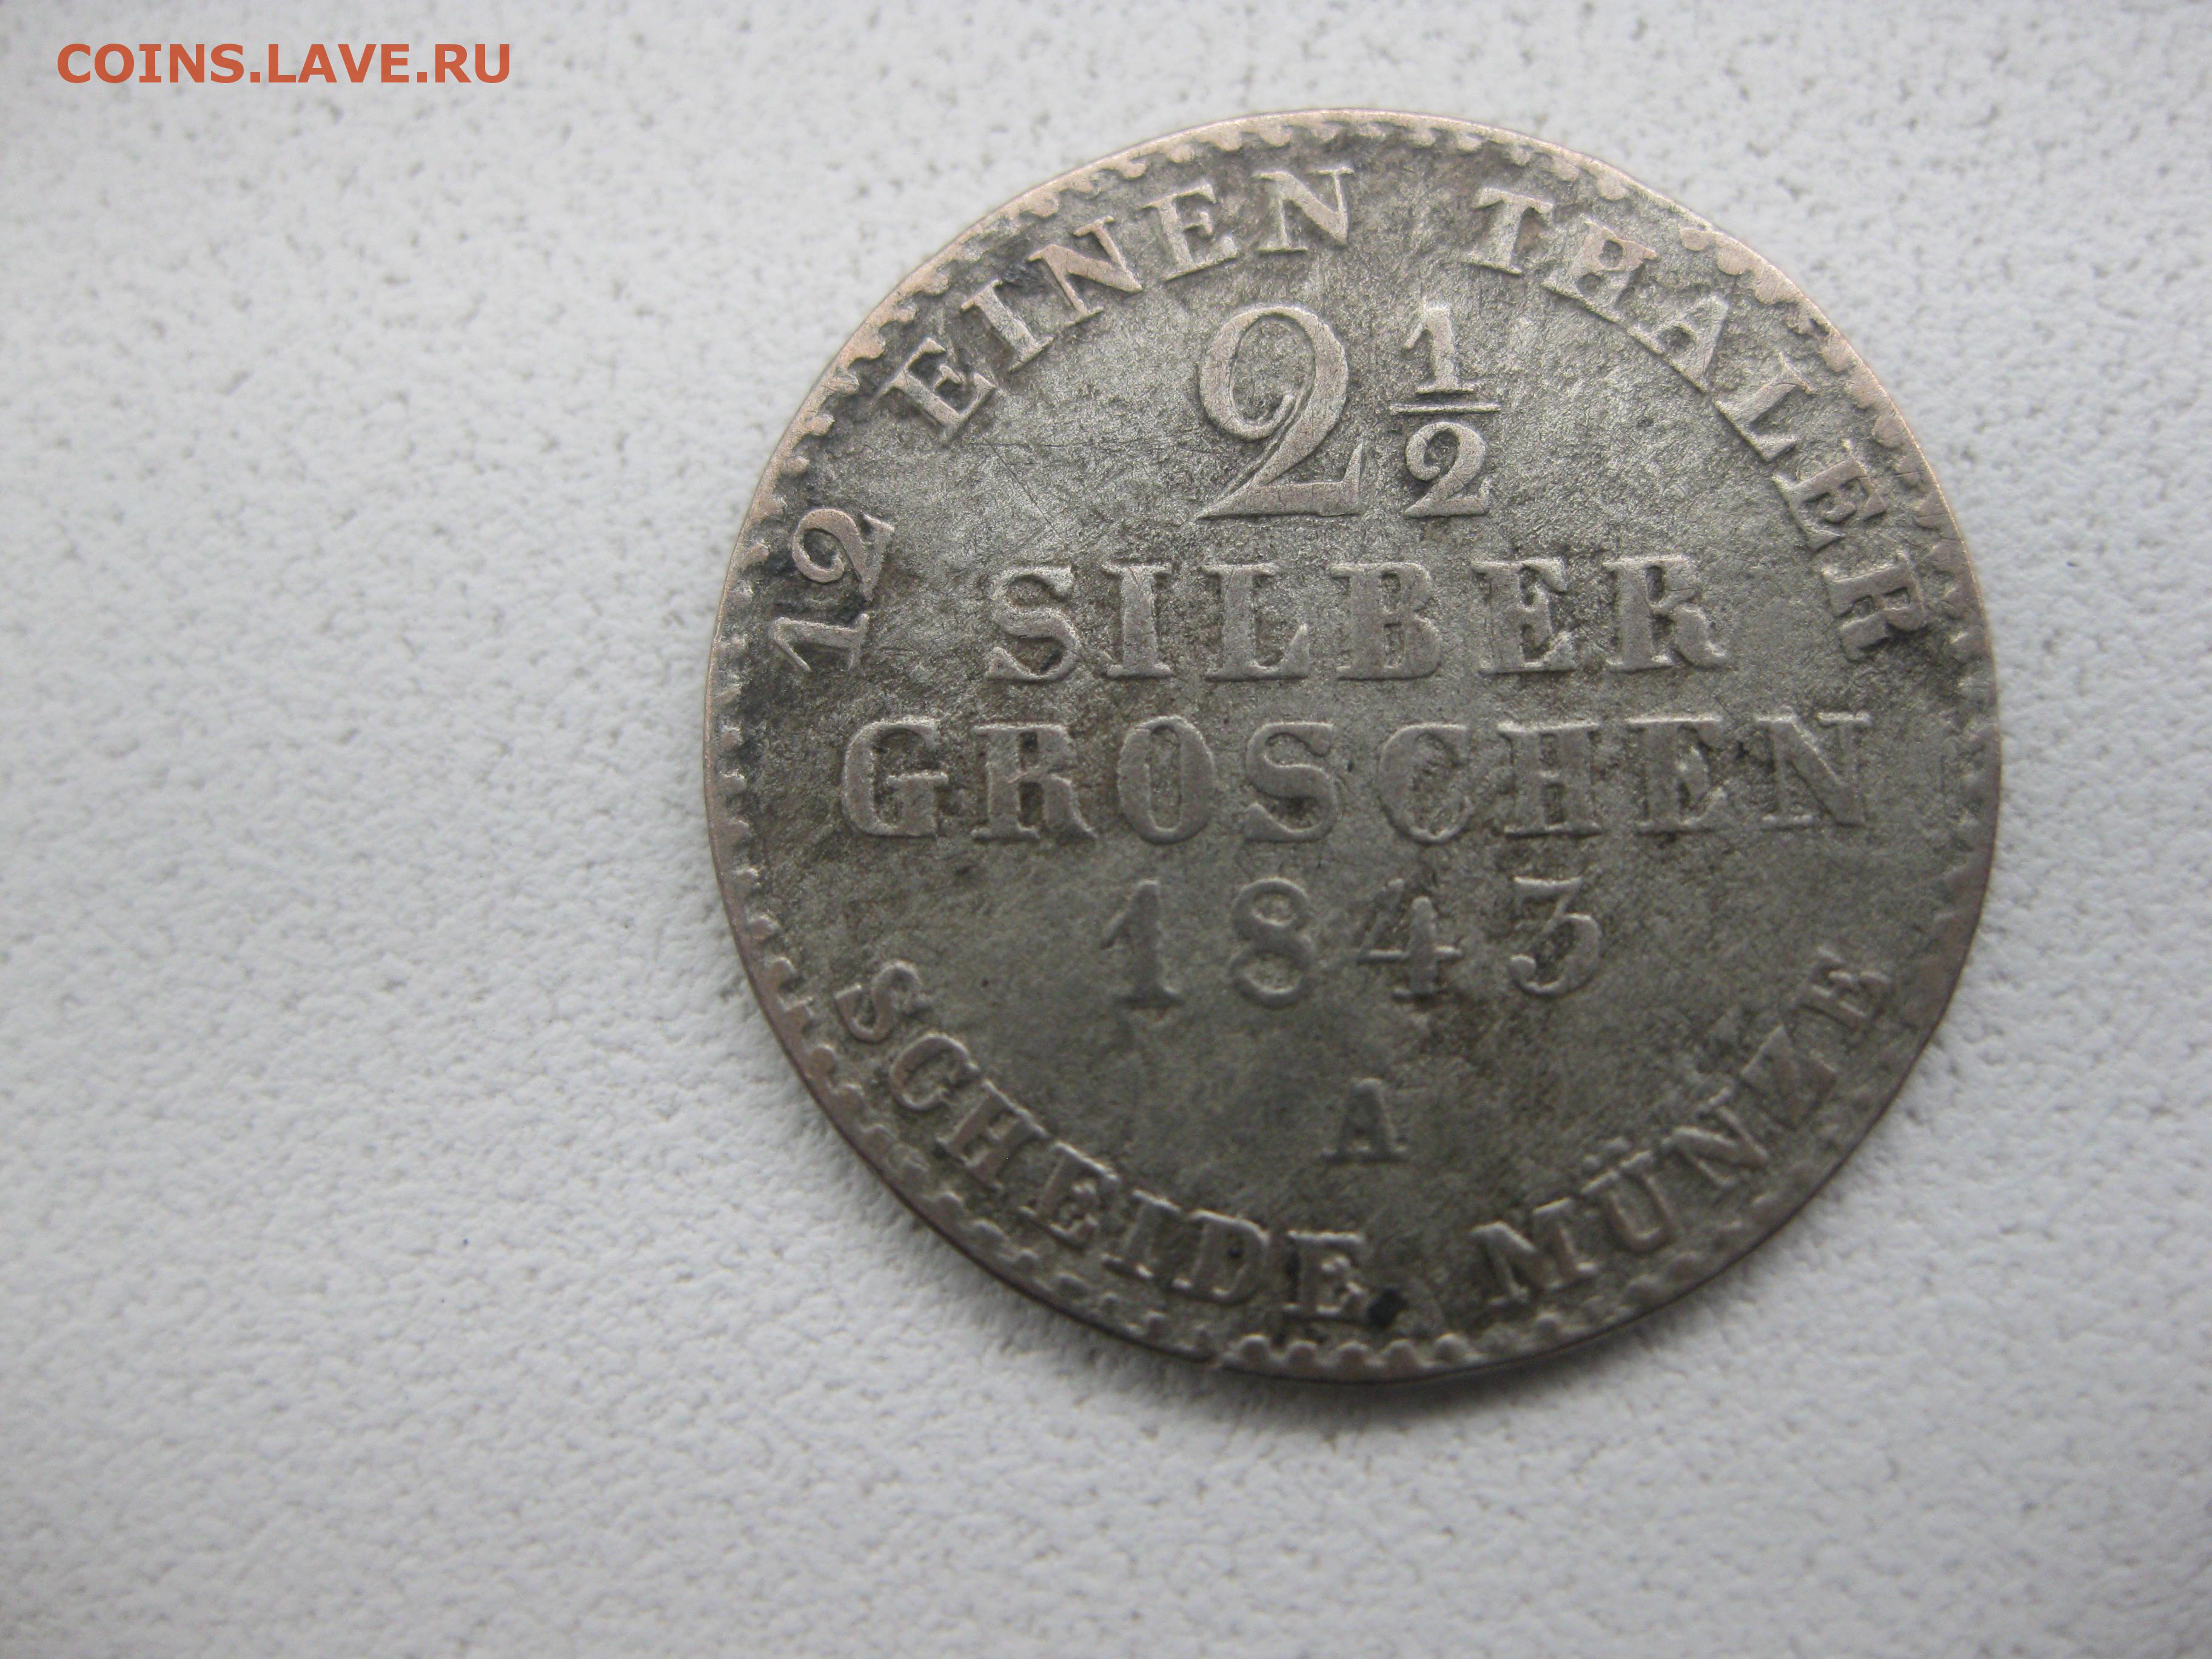 COINS.LAVE.RU
12 EINEN THALER
2 1/2
SILBER
GROSCHEN
1843
A
SCHEIDE MÜNZE